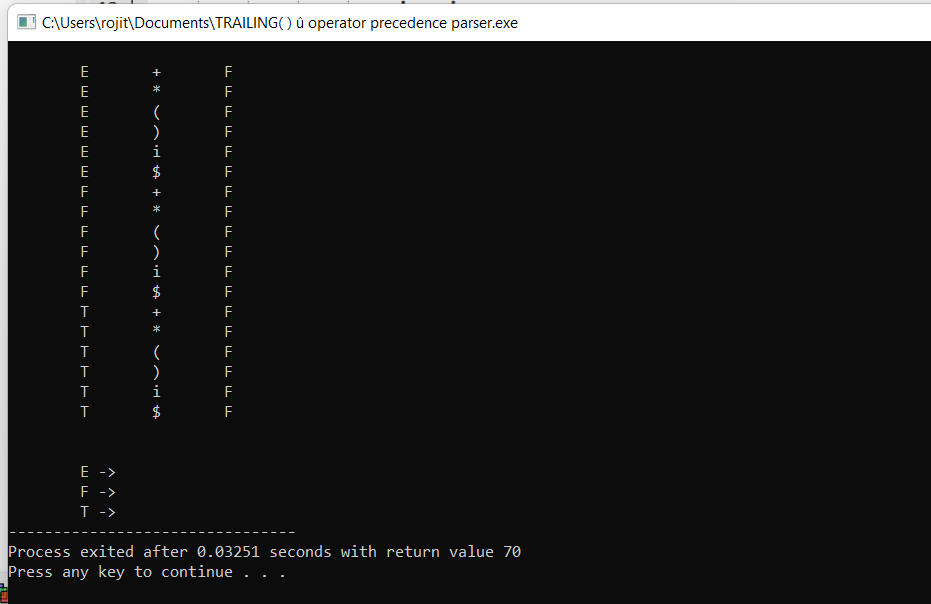 C:\Users\rojit\Documents\TRAILING( ) û operator precedence parser.exe
E + F
E * F
E ( F
E ) F
E i F
E $ F
F + F
F * F
F ( F
F ) F
F i F
F $ F
T + F
T * F
T ( F
T ) F
T i F
T $ F
E ->
F ->
T ->
--------------------------------
Process exited after 0.03251 seconds with return value 70
Press any key to continue . . .